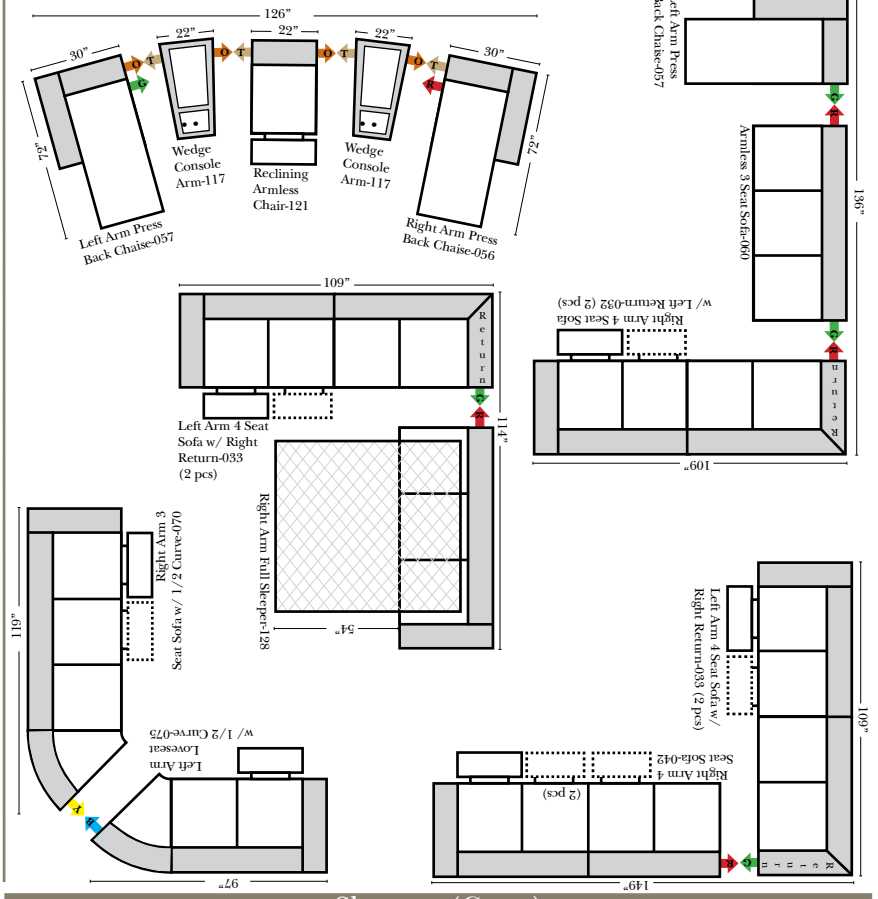 126”
30”
22”
22”
22”
30”
O
T
O
T
O
T
O
T
G
R
72”
72”
Left Arm Press
Back Chaise-057
Wedge
Console
Arm-117
Reclining
Armless
Chair-121
Wedge
Console
Arm-117
Right Arm Press
Back Chaise-056
Left Arm Press
Back Chaise-057
G
R
Armless 3 Seat Sofa-060
136”
G
R
Right Arm 4 Seat Sofa
w/ Left Return-032 (2 pcs)
Return
109”
109”
Return
G
R
114”
Left Arm 4 Seat
Sofa w/ Right
Return-033
(2 pcs)
Right Arm Full Sleeper-128
54”
119”
Right Arm 3
Seat Sofa w/ 1/2 Curve-070
Left Arm
Loveseat
w/ 1/2 Curve-075
Y
B
97”
Left Arm 4 Seat Sofa w/
Right Return-033 (2 pcs)
109”
Right Arm 4
Seat Sofa-042
(2 pcs)
R
G
Return
149”